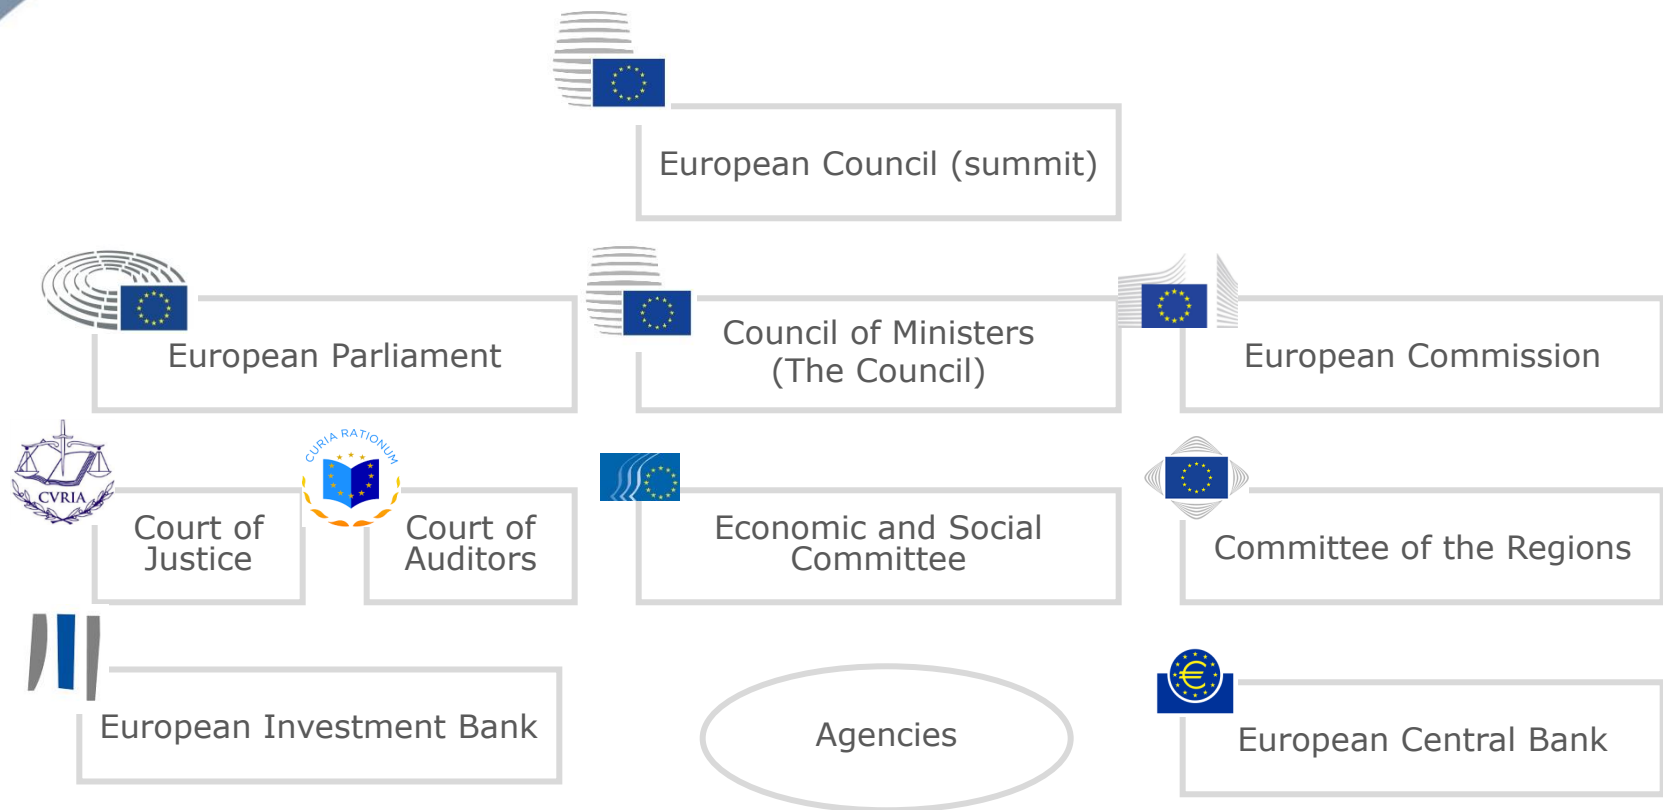 European Council (summit)
European Parliament
Council of Ministers
(The Council)
European Commission
CVRIA
CURIA RATIONUM
Court of
Justice
Court of
Auditors
Economic and Social
Committee
Committee of the Regions
European Investment Bank
Agencies
€
European Central Bank